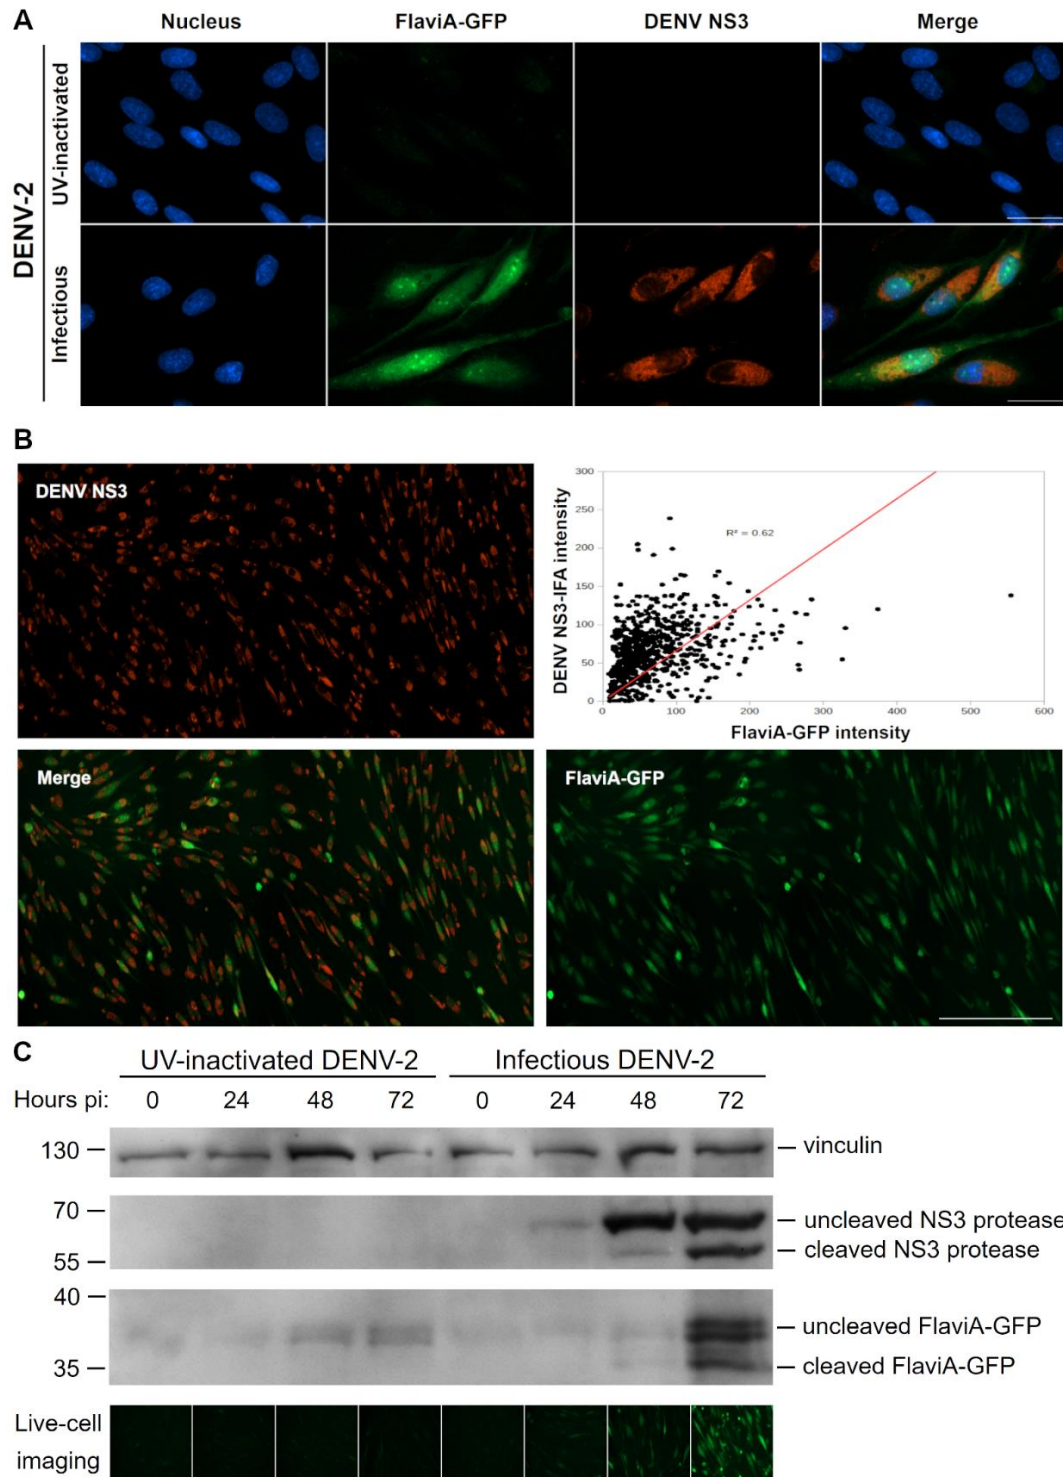 A
Nucleus FlaviA-GFP DENV NS3 Merge
DENV-2
UV-inactivated
Infectious
B
DENV NS3
DENV NS3-IFA intensity
300
250
200
150
100
50
0
R² = 0.62
0 100 200 300 400 500 600
FlaviA-GFP intensity
Merge
FlaviA-GFP
C
UV-inactivated DENV-2 Infectious DENV-2
Hours pi: 0 24 48 72 0 24 48 72
130 vinculin
70 uncleaved NS3 protease
55 cleaved NS3 protease
40
uncleaved FlaviA-GFP
35 cleaved FlaviA-GFP
Live-cell
imaging